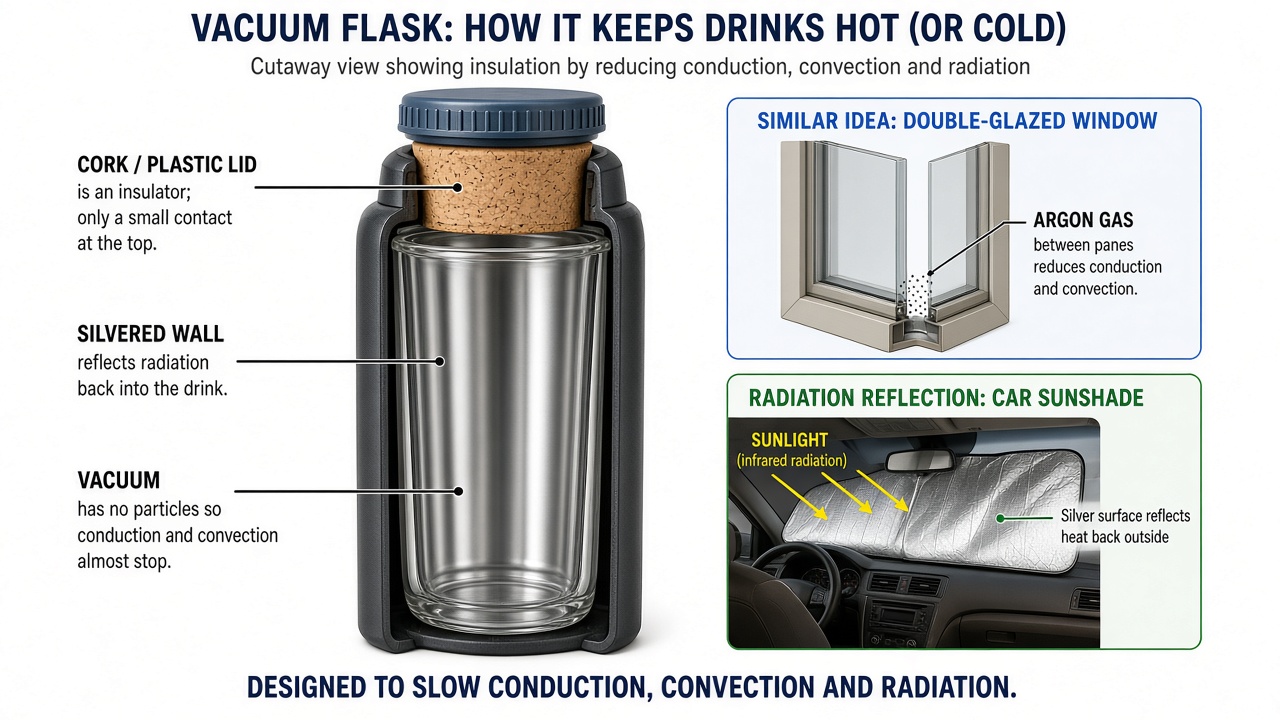 VACUUM FLASK: HOW IT KEEPS DRINKS HOT (OR COLD)
Cutaway view showing insulation by reducing conduction, convection and radiation
CORK / PLASTIC LID
is an insulator;
only a small contact
at the top.
SILVERED WALL
reflects radiation
back into the drink.
VACUUM
has no particles so
conduction and convection
almost stop.
SIMILAR IDEA: DOUBLE-GLAZED WINDOW
ARGON GAS
between panes
reduces conduction
and convection.
RADIATION REFLECTION: CAR SUNSHADE
SUNLIGHT
(infrared radiation)
Silver surface reflects
heat back outside
DESIGNED TO SLOW CONDUCTION, CONVECTION AND RADIATION.